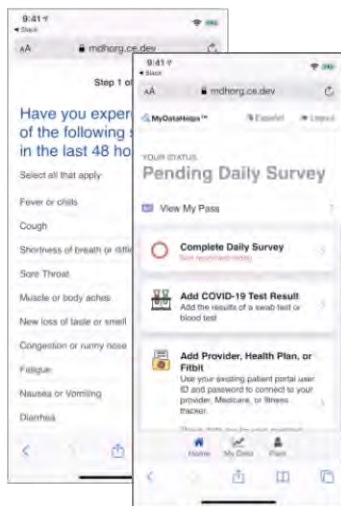 9:41
Slack
AA mdhorg.ce.dev
Step 1 of
Have you exper
of the following s
in the last 48 ho
Select all that apply
Fever or chills
Cough
Shortness of breath or diffic
Sore Throat
Muscle or body aches
New loss of taste or smell
Congestion or runny nose
Fatigue
Nausea or Vomiting
Diarrhea
9:41
Slack
AA mdhorg.ce.dev
MyDataHelps™ Español Logout
YOUR STATUS
Pending Daily Survey
View My Pass
Complete Daily Survey
Add COVID-19 Test Result
Add the results of a swab test or
blood test
Add Provider, Health Plan, or
Fitbit
Use your existing patient portal user
ID and password to connect to your
provider, Medicare, or fitness
tracker.
Home My Data